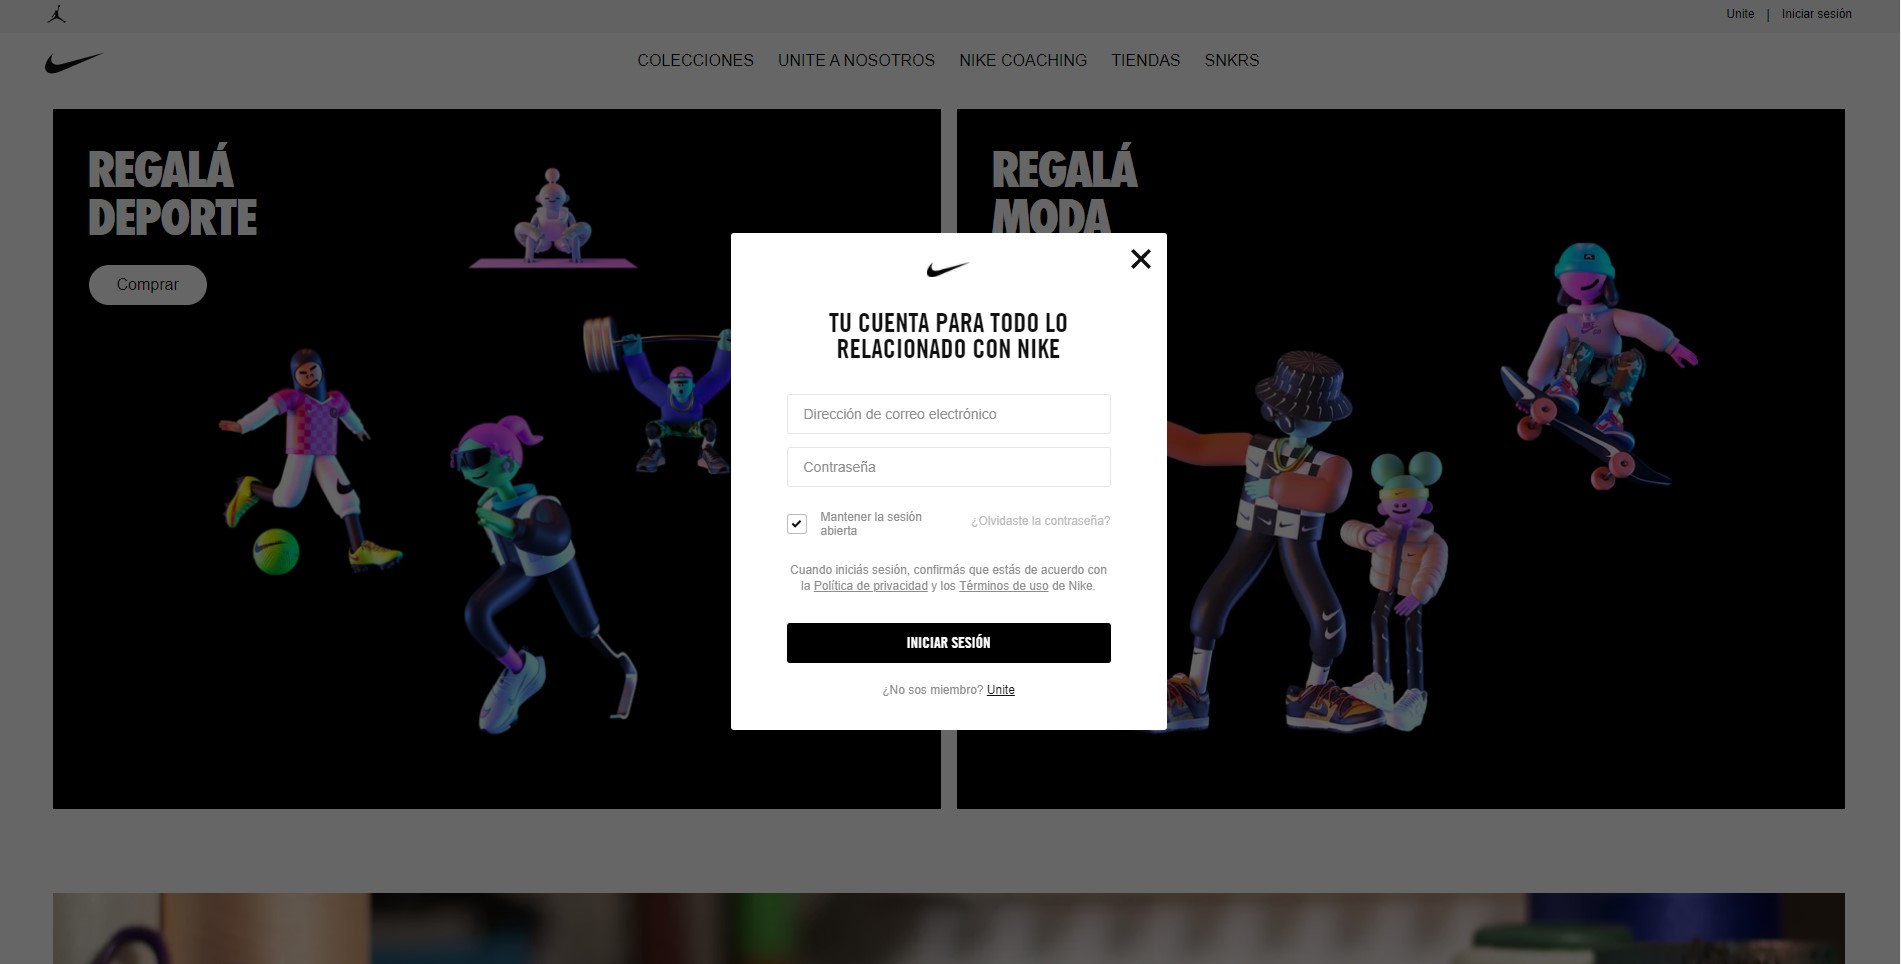 Unite | Iniciar sesión
COLECCIONES UNITE A NOSOTROS NIKE COACHING TIENDAS SNKRS
REGALÁ
DEPORTE
Comprar
REGALÁ
MODA
TU CUENTA PARA TODO LO
RELACIONADO CON NIKE
Dirección de correo electrónico
Contraseña
Mantener la sesión
abierta
¿Olvidaste la contraseña?
Cuando iniciás sesión, confirmás que estás de acuerdo con
la Política de privacidad y los Términos de uso de Nike.
INICIAR SESIÓN
¿No sos miembro? Unite